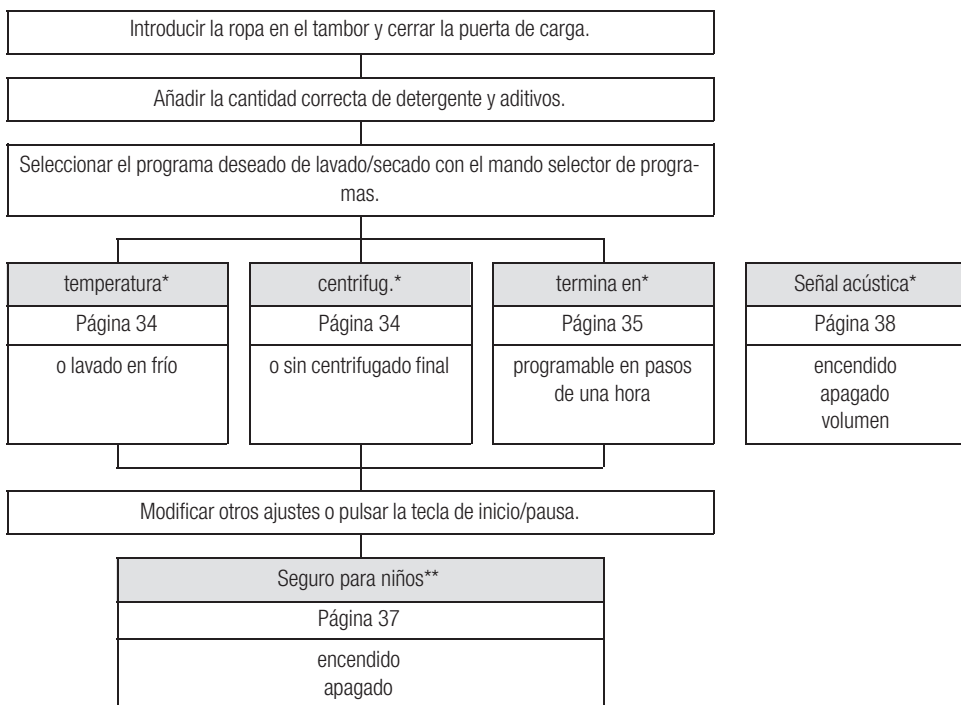 Introducir la ropa en el tambor y cerrar la puerta de carga.
Añadir la cantidad correcta de detergente y aditivos.
Seleccionar el programa deseado de lavado/secado con el mando selector de progra-
mas.
temperatura*
Página 34
o lavado en frío
centrifug.*
Página 34
o sin centrifugado final
termina en*
Página 35
programable en pasos
de una hora
Señal acústica*
Página 38
encendido
apagado
volumen
Modificar otros ajustes o pulsar la tecla de inicio/pausa.
Seguro para niños**
Página 37
encendido
apagado